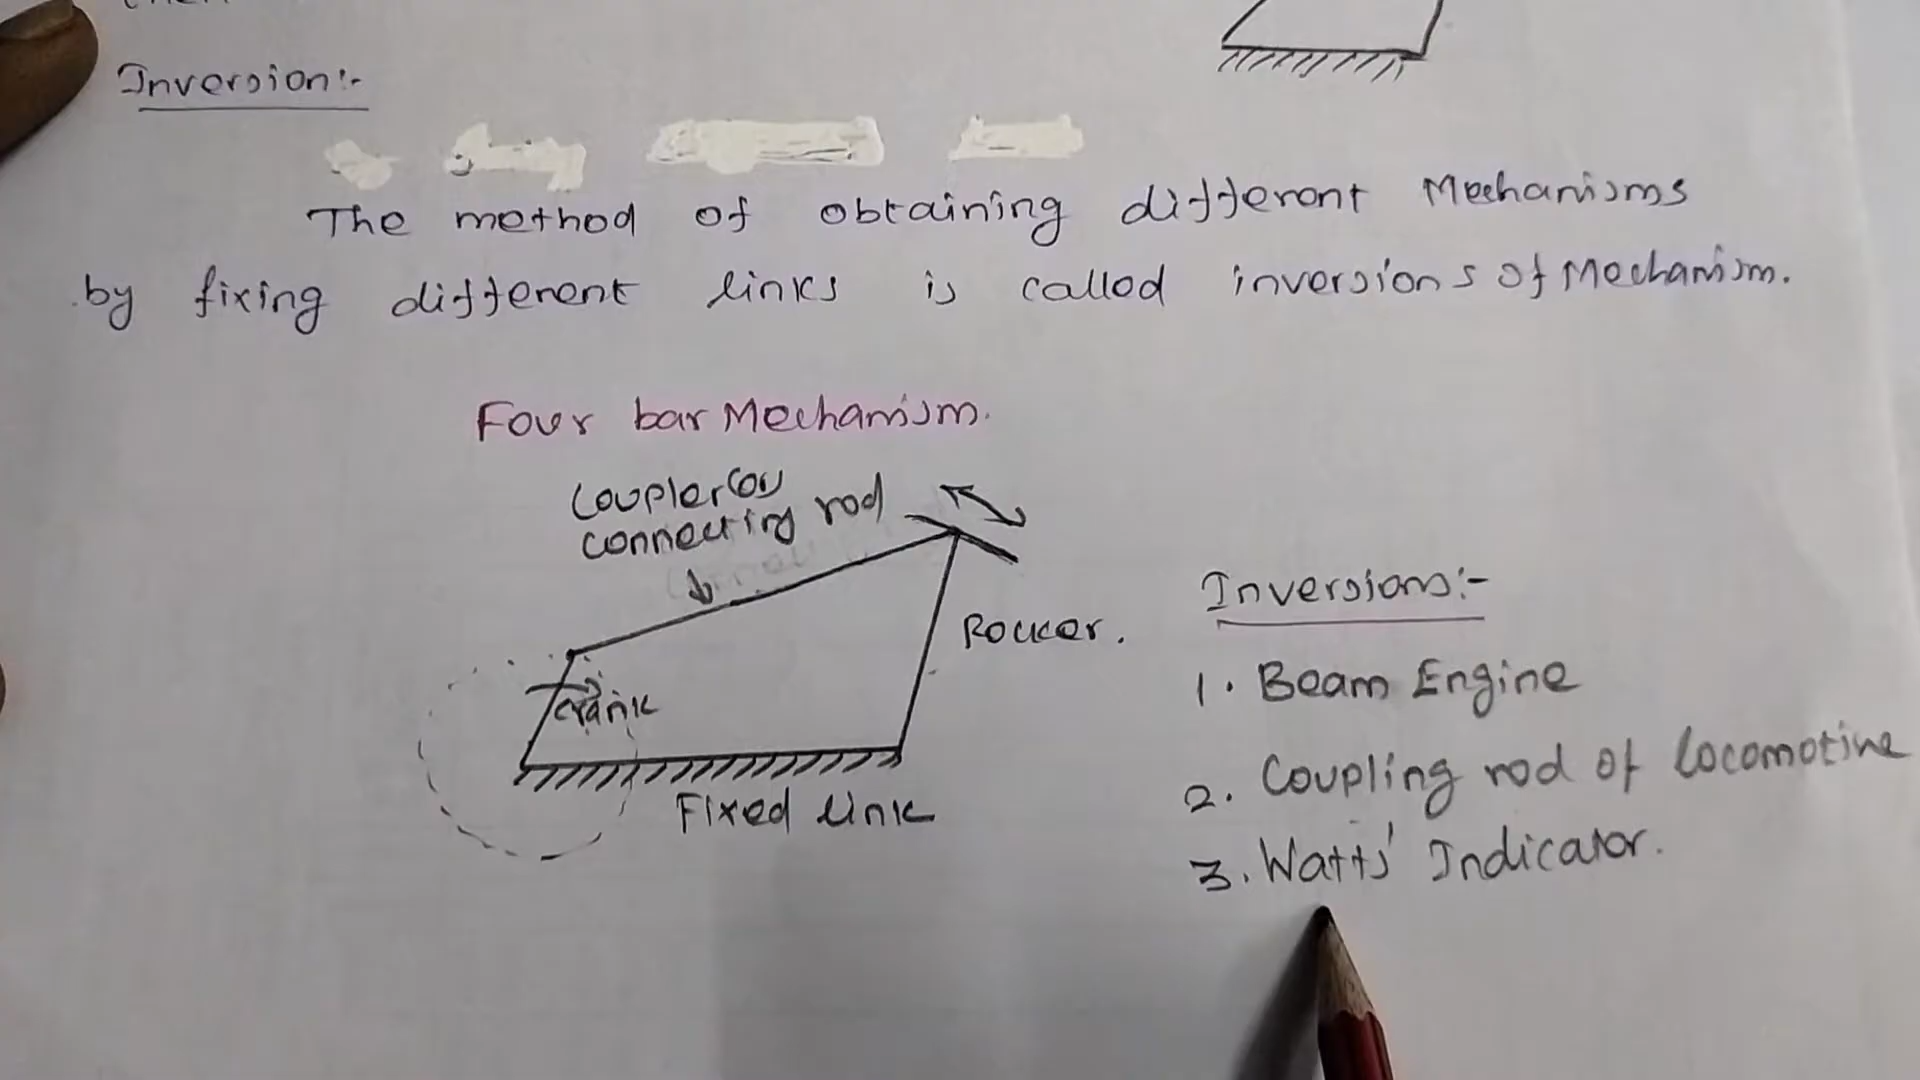 Inversion:-
The method of obtaining different Mechanisms
by fixing different links is called inversions of Mechanism.
Four bar Mechanism.
Coupler (or)
connecting rod
Rocker.
crank
Fixed link
Inversions:-
1. Beam Engine
2. Coupling rod of locomotive
3. Watts' Indicator.